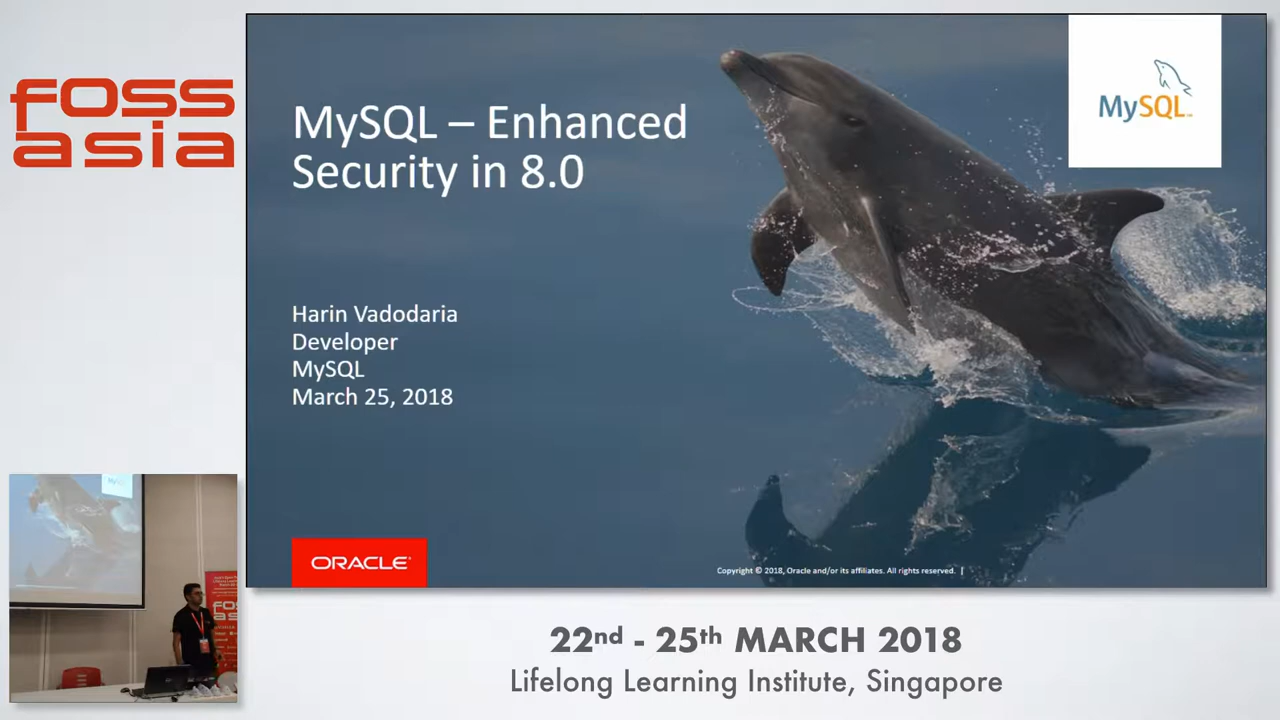 foss
asia
MySQL – Enhanced
Security in 8.0
MySQL
Harin Vadodaria
Developer
MySQL
March 25, 2018
ORACLE
Copyright © 2018, Oracle and/or its affiliates. All rights reserved. |
22nd - 25th MARCH 2018
Lifelong Learning Institute, Singapore